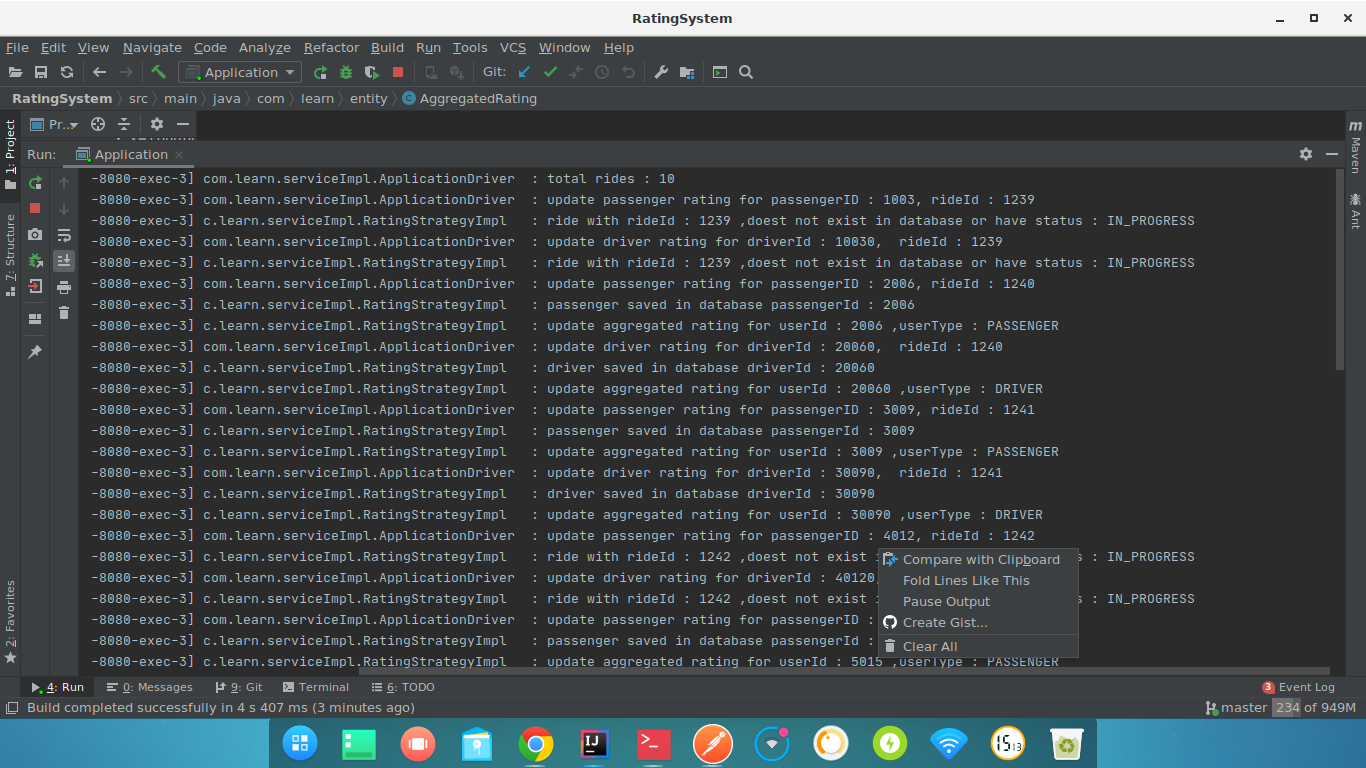 RatingSystem
File Edit View Navigate Code Analyze Refactor Build Run Tools VCS Window Help
Application Git:
RatingSystem src main java com learn entity C AggregatedRating
1: Project
7: Structure
2: Favorites
m Maven
Ant
Pr...
Run: Application
-8080-exec-3] com.learn.serviceImpl.ApplicationDriver : total rides : 10
-8080-exec-3] com.learn.serviceImpl.ApplicationDriver : update passenger rating for passengerID : 1003, rideId : 1239
-8080-exec-3] c.learn.serviceImpl.RatingStrategyImpl : ride with rideId : 1239 ,doest not exist in database or have status : IN_PROGRESS
-8080-exec-3] com.learn.serviceImpl.ApplicationDriver : update driver rating for driverId : 10030, rideId : 1239
-8080-exec-3] c.learn.serviceImpl.RatingStrategyImpl : ride with rideId : 1239 ,doest not exist in database or have status : IN_PROGRESS
-8080-exec-3] com.learn.serviceImpl.ApplicationDriver : update passenger rating for passengerID : 2006, rideId : 1240
-8080-exec-3] c.learn.serviceImpl.RatingStrategyImpl : passenger saved in database passengerId : 2006
-8080-exec-3] c.learn.serviceImpl.RatingStrategyImpl : update aggregated rating for userId : 2006 ,userType : PASSENGER
-8080-exec-3] com.learn.serviceImpl.ApplicationDriver : update driver rating for driverId : 20060, rideId : 1240
-8080-exec-3] c.learn.serviceImpl.RatingStrategyImpl : driver saved in database driverId : 20060
-8080-exec-3] c.learn.serviceImpl.RatingStrategyImpl : update aggregated rating for userId : 20060 ,userType : DRIVER
-8080-exec-3] com.learn.serviceImpl.ApplicationDriver : update passenger rating for passengerID : 3009, rideId : 1241
-8080-exec-3] c.learn.serviceImpl.RatingStrategyImpl : passenger saved in database passengerId : 3009
-8080-exec-3] c.learn.serviceImpl.RatingStrategyImpl : update aggregated rating for userId : 3009 ,userType : PASSENGER
-8080-exec-3] com.learn.serviceImpl.ApplicationDriver : update driver rating for driverId : 30090, rideId : 1241
-8080-exec-3] c.learn.serviceImpl.RatingStrategyImpl : driver saved in database driverId : 30090
-8080-exec-3] c.learn.serviceImpl.RatingStrategyImpl : update aggregated rating for userId : 30090 ,userType : DRIVER
-8080-exec-3] com.learn.serviceImpl.ApplicationDriver : update passenger rating for passengerID : 4012, rideId : 1242
-8080-exec-3] c.learn.serviceImpl.RatingStrategyImpl : ride with rideId : 1242 ,doest not exist s : IN_PROGRESS
-8080-exec-3] com.learn.serviceImpl.ApplicationDriver : update driver rating for driverId : 40120,
-8080-exec-3] c.learn.serviceImpl.RatingStrategyImpl : ride with rideId : 1242 ,doest not exist s : IN_PROGRESS
-8080-exec-3] com.learn.serviceImpl.ApplicationDriver : update passenger rating for passengerID :
-8080-exec-3] c.learn.serviceImpl.RatingStrategyImpl : passenger saved in database passengerId :
-8080-exec-3] c.learn.serviceImpl.RatingStrategyImpl : update aggregated rating for userId : 5015 ,userType : PASSENGER
Compare with Clipboard
Fold Lines Like This
Pause Output
Create Gist...
Clear All
4: Run 0: Messages 9: Git Terminal 6: TODO 3 Event Log
Build completed successfully in 4 s 407 ms (3 minutes ago) master 234 of 949M
IJ
15 13